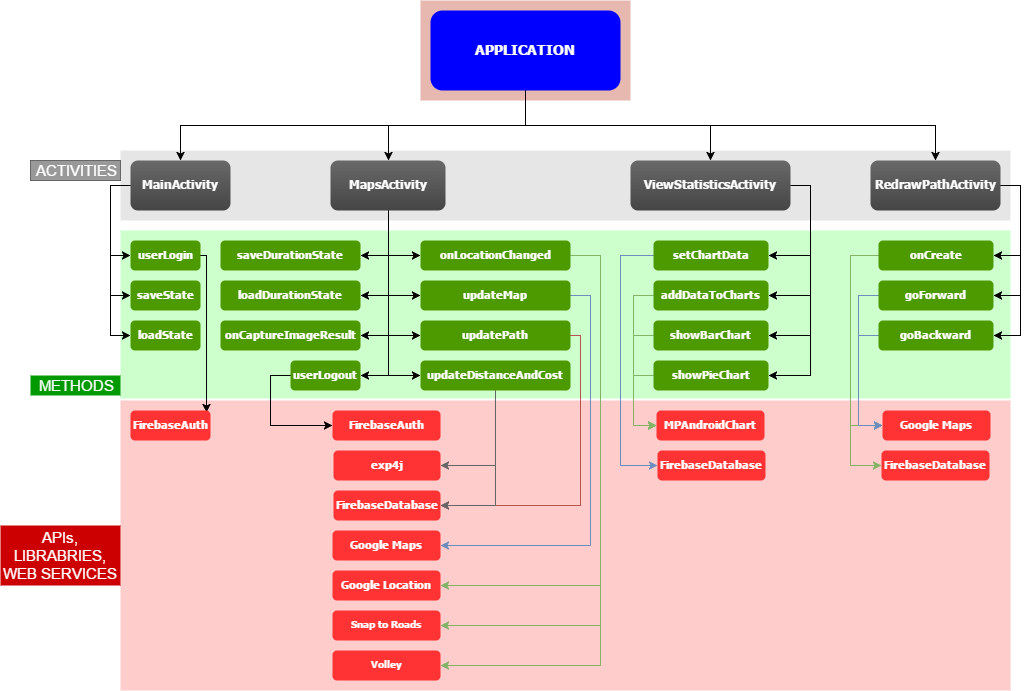 APPLICATION
ACTIVITIES
MainActivity
MapsActivity
ViewStatisticsActivity
RedrawPathActivity
userLogin
saveDurationState
onLocationChanged
setChartData
onCreate
saveState
loadDurationState
updateMap
addDataToCharts
goForward
loadState
onCaptureImageResult
updatePath
showBarChart
goBackward
METHODS
userLogout
updateDistanceAndCost
showPieChart
FirebaseAuth
FirebaseAuth
MPAndroidChart
Google Maps
exp4j
FirebaseDatabase
FirebaseDatabase
FirebaseDatabase
APIs,
LIBRABRIES,
WEB SERVICES
Google Maps
Google Location
Snap to Roads
Volley